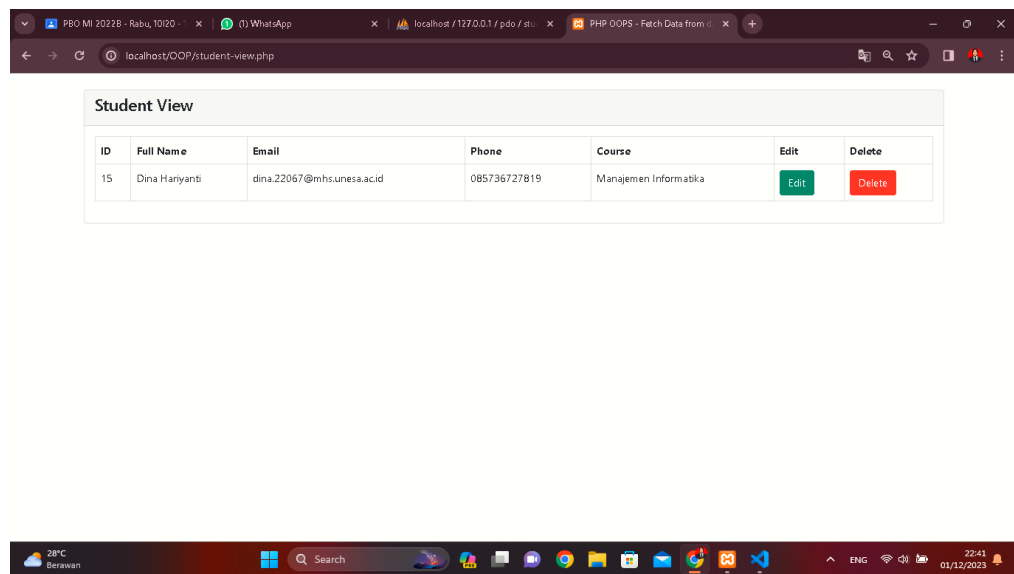 PBO MI 2022B - Rabu, 10I20 -
(1) WhatsApp
localhost / 127.0.0.1 / pdo / stu
PHP OOPS - Fetch Data from d
localhost/OOP/student-view.php
Student View
ID Full Name Email Phone Course Edit Delete
15 Dina Hariyanti dina.22067@mhs.unesa.ac.id 085736727819 Manajemen Informatika Edit Delete
28°C
Berawan
Search
ENG
22:41
01/12/2023